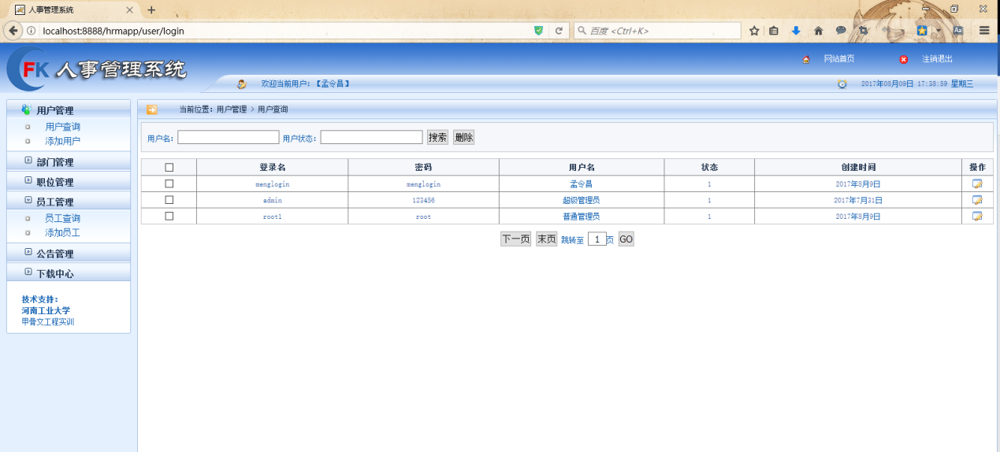 人事管理系统
localhost:8888/hrmapp/user/login
百度 <Ctrl+K>
FK 人事管理系统
网站首页 注销退出
欢迎当前用户：【孟令昌】
2017年08月09日 17:38:59 星期三
用户管理
用户查询
添加用户
部门管理
职位管理
员工管理
员工查询
添加员工
公告管理
下载中心
技术支持：
河南工业大学
甲骨文工程实训
当前位置：用户管理 > 用户查询
用户名： 用户状态： 搜索 删除
登录名 密码 用户名 状态 创建时间 操作
menglogin menglogin 孟令昌 1 2017年8月9日
admin 123456 超级管理员 1 2017年7月31日
root1 root 普通管理员 1 2017年8月9日
下一页 末页 跳转至 1 页 GO